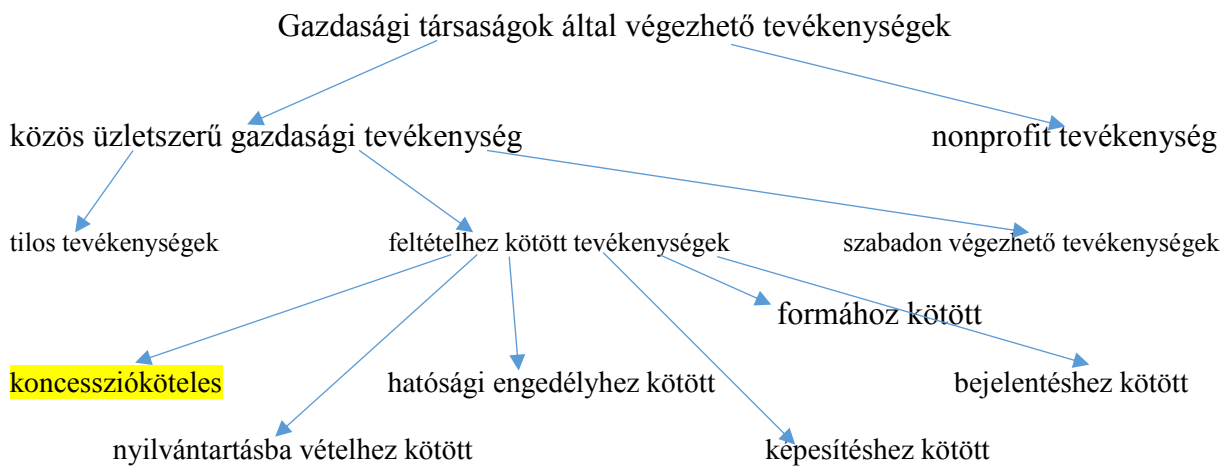 Gazdasági társaságok által végezhető tevékenységek
közös üzletszerű gazdasági tevékenység
nonprofit tevékenység
tilos tevékenységek
feltételhez kötött tevékenységek
szabadon végezhető tevékenységek
formához kötött
koncesszióköteles
hatósági engedélyhez kötött
bejelentéshez kötött
nyilvántartásba vételhez kötött
képesítéshez kötött